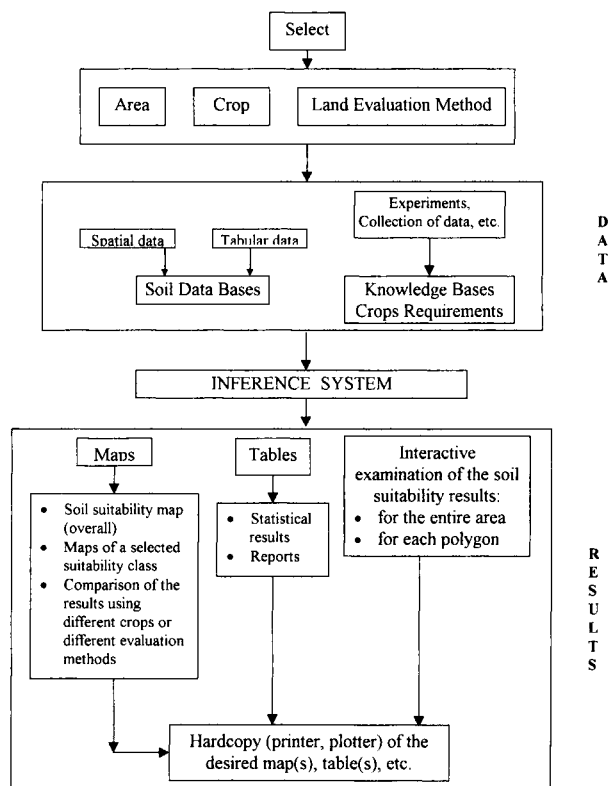 Select
Area
Crop
Land Evaluation Method
Experiments,
Collection of data, etc.
Spatial data
Tabular data
Soil Data Bases
Knowledge Bases
Crops Requirements
D
A
T
A
INFERENCE SYSTEM
Maps
• Soil suitability map
(overall)
• Maps of a selected
suitability class
• Comparison of the
results using
different crops or
different evaluation
methods
Tables
• Statistical
results
• Reports
Interactive
examination of the soil
suitability results:
• for the entire area
• for each polygon
R
E
S
U
L
T
S
Hardcopy (printer, plotter) of the
desired map(s), table(s), etc.